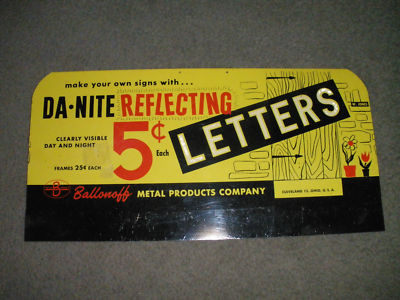 make your own signs with...
DA·NITE REFLECTING
CLEARLY VISIBLE
DAY AND NIGHT
5¢ Each
LETTERS
FRAMES 25¢ EACH
W. JONES
Ballonoff METAL PRODUCTS COMPANY
CLEVELAND 15, OHIO, U. S. A.